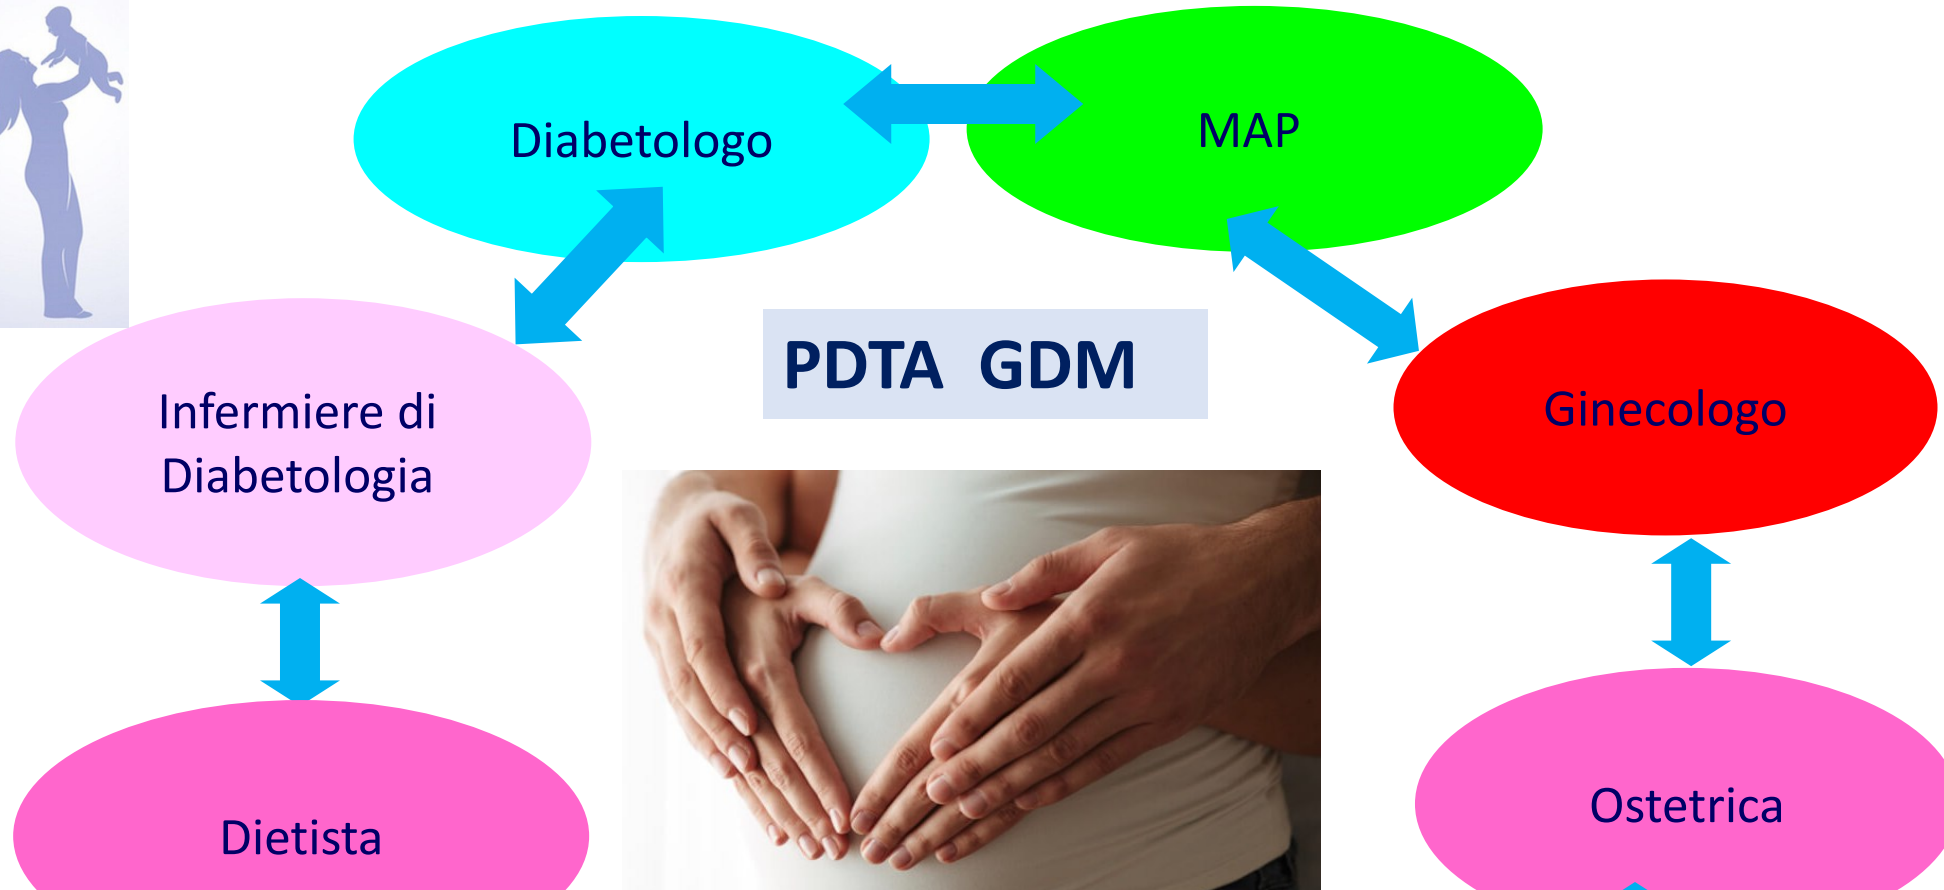 Diabetologo
MAP
PDTA GDM
Infermiere di
Diabetologia
Ginecologo
Dietista
Ostetrica